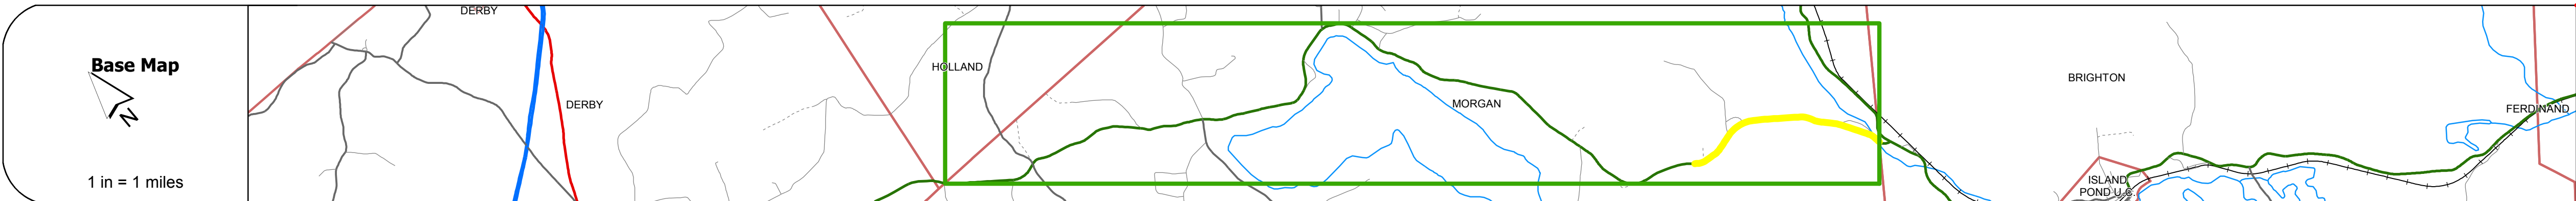 Base Map
N
1 in = 1 miles
DERBY
DERBY
HOLLAND
MORGAN
BRIGHTON
FERDINAND
ISLAND
POND U.C.